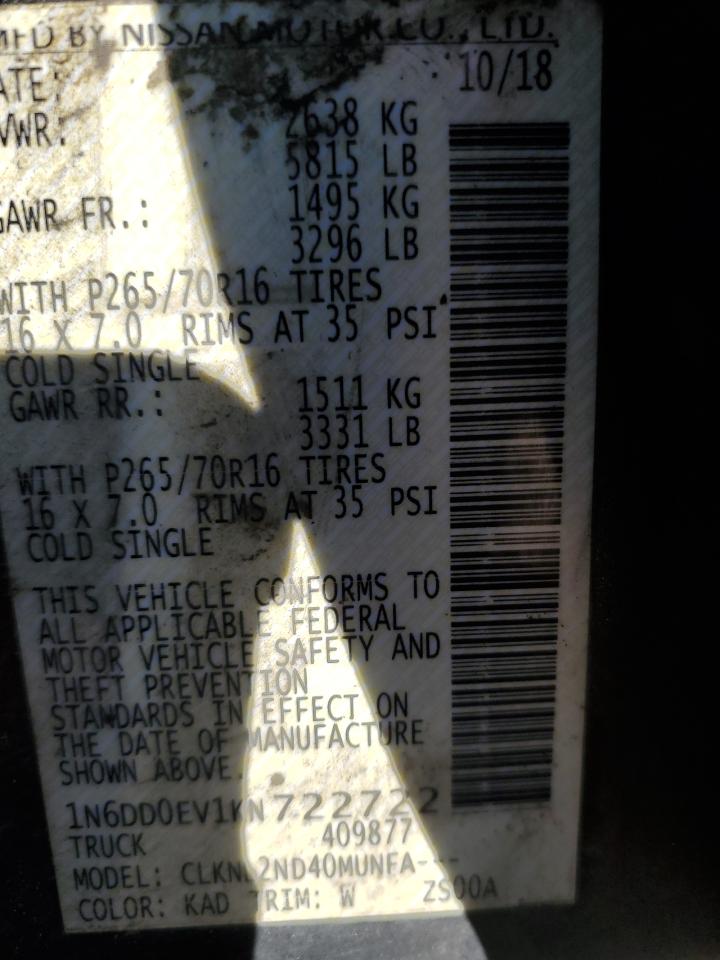 MFD BY NISSAN MOTOR CO., LTD.
ATE: 10/18
VWR: 2638 KG
5815 LB
GAWR FR.: 1495 KG
3296 LB
WITH P265/70R16 TIRES
16 X 7.0 RIMS AT 35 PSI
COLD SINGLE
GAWR RR.: 1511 KG
3331 LB
WITH P265/70R16 TIRES
16 X 7.0 RIMS AT 35 PSI
COLD SINGLE
THIS VEHICLE CONFORMS TO
ALL APPLICABLE FEDERAL
MOTOR VEHICLE SAFETY AND
THEFT PREVENTION
STANDARDS IN EFFECT ON
THE DATE OF MANUFACTURE
SHOWN ABOVE.
1N6DD0EV1KN722722
TRUCK 409877
MODEL: CLKNL2ND40MUNFA---
COLOR: KAD TRIM: W ZS00A